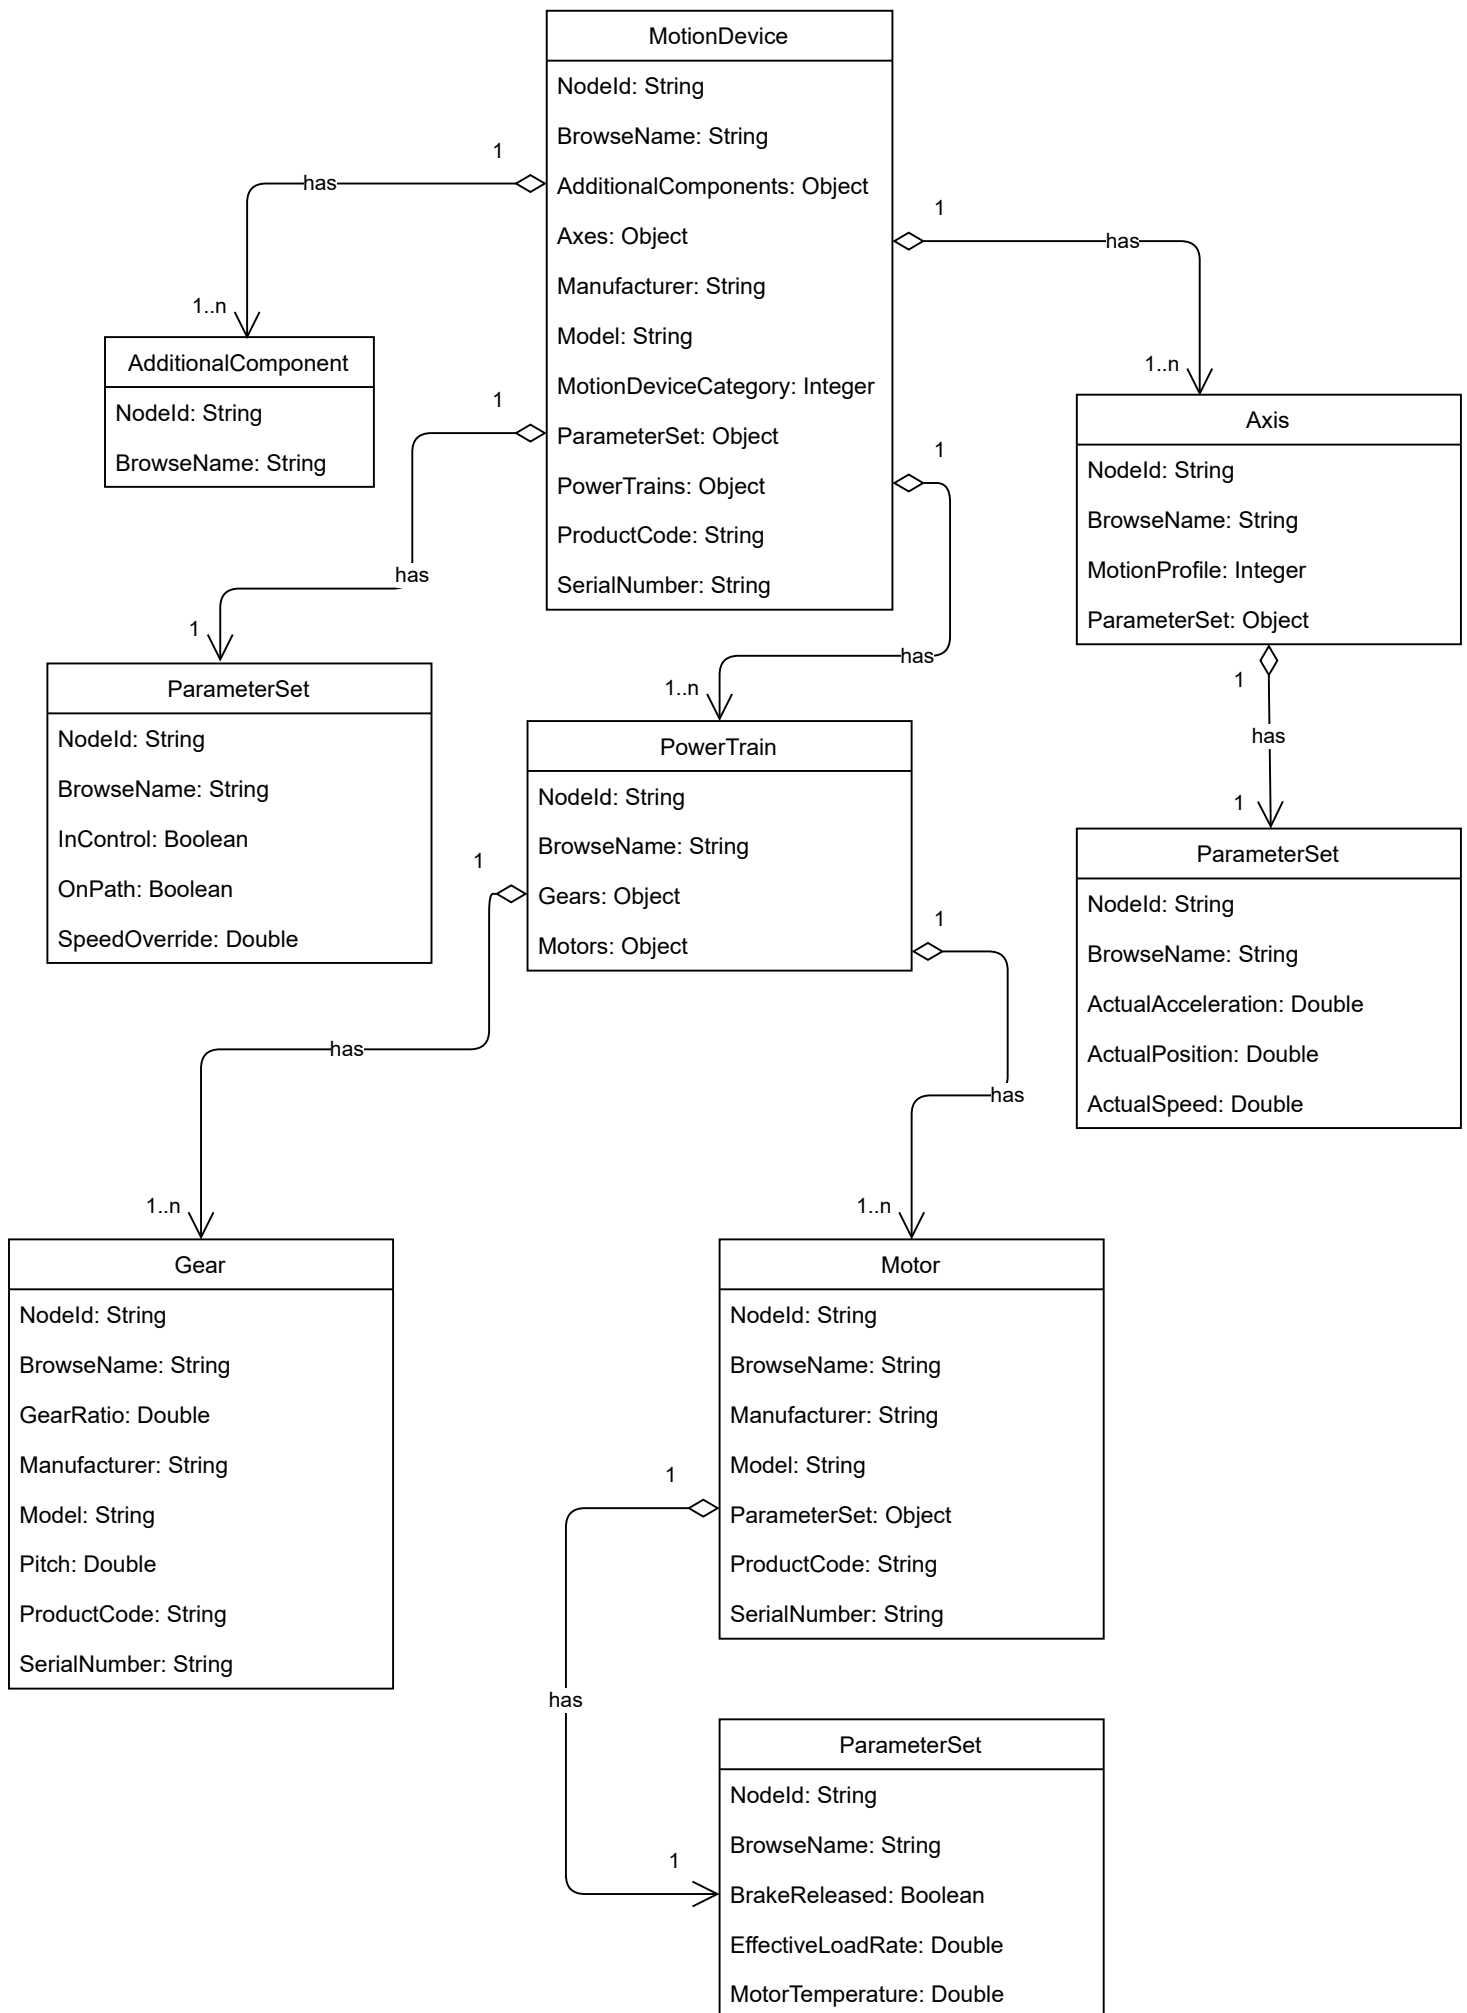 MotionDevice
NodeId: String
BrowseName: String
AdditionalComponents: Object
Axes: Object
Manufacturer: String
Model: String
MotionDeviceCategory: Integer
ParameterSet: Object
PowerTrains: Object
ProductCode: String
SerialNumber: String
1
has
1..n
AdditionalComponent
NodeId: String
BrowseName: String
1
has
1..n
Axis
NodeId: String
BrowseName: String
MotionProfile: Integer
ParameterSet: Object
1
has
1
ParameterSet
NodeId: String
BrowseName: String
InControl: Boolean
OnPath: Boolean
SpeedOverride: Double
1
has
1..n
PowerTrain
NodeId: String
BrowseName: String
Gears: Object
Motors: Object
1
has
1
ParameterSet
NodeId: String
BrowseName: String
ActualAcceleration: Double
ActualPosition: Double
ActualSpeed: Double
1
has
1..n
Gear
NodeId: String
BrowseName: String
GearRatio: Double
Manufacturer: String
Model: String
Pitch: Double
ProductCode: String
SerialNumber: String
1
has
1..n
Motor
NodeId: String
BrowseName: String
Manufacturer: String
Model: String
ParameterSet: Object
ProductCode: String
SerialNumber: String
1
has
1
ParameterSet
NodeId: String
BrowseName: String
BrakeReleased: Boolean
EffectiveLoadRate: Double
MotorTemperature: Double